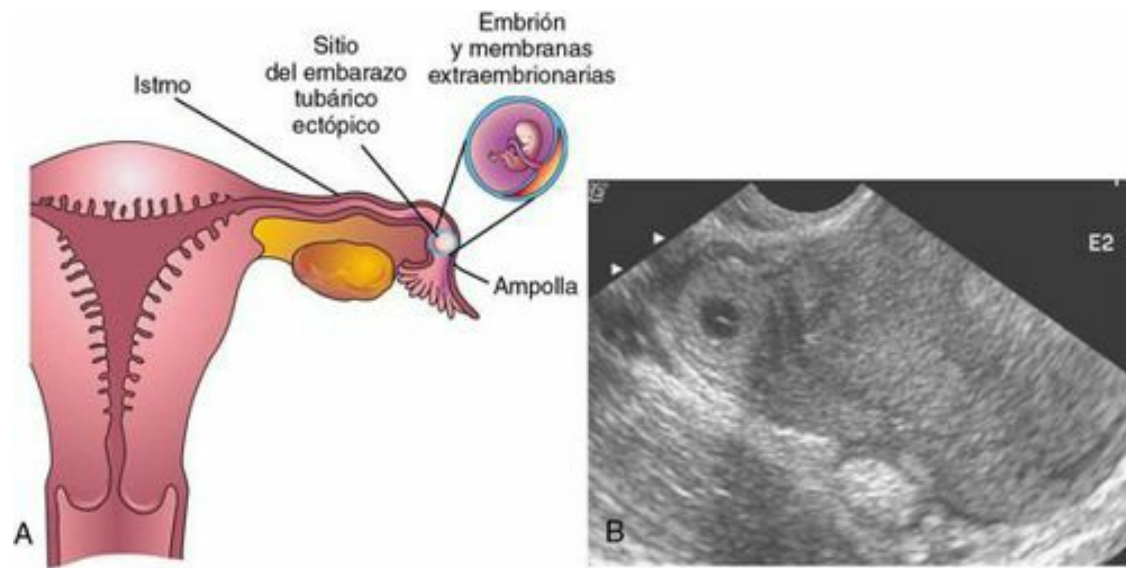 Istmo
Sitio
del embarazo
tubárico
ectópico
Embrión
y membranas
extraembrionarias
Ampolla
A
E2
B